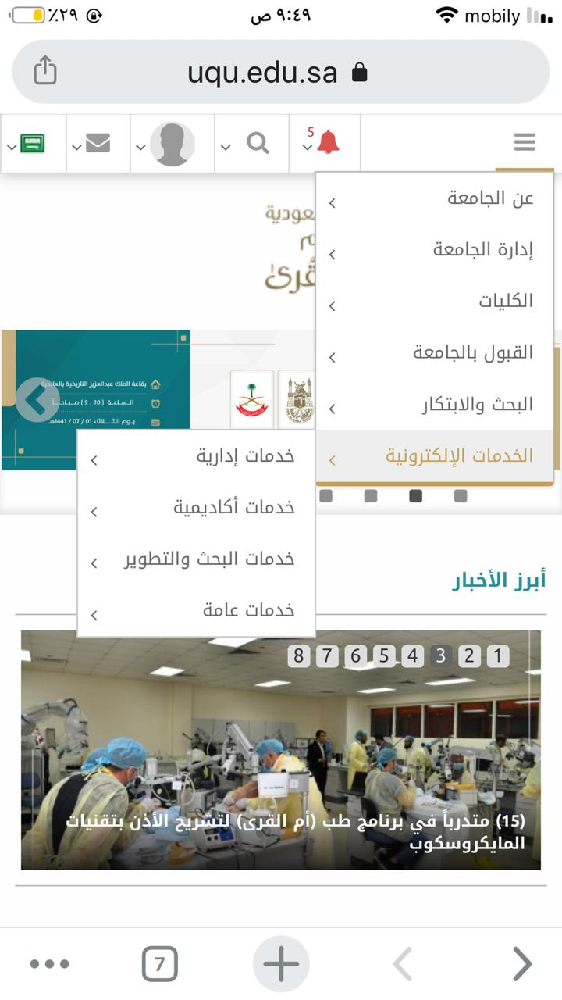 ٪٢٩
٩:٤٩ ص
mobily
uqu.edu.sa
5
عن الجامعة
إدارة الجامعة
الكليات
القبول بالجامعة
البحث والابتكار
الخدمات الإلكترونية
خدمات إدارية
خدمات أكاديمية
خدمات البحث والتطوير
خدمات عامة
بقاعة الملك عبدالعزيز التاريخية بالعابدية
الساعة ( 9 : 30 ) صباحاً
يوم الثلاثاء 01 / 07 / 1441هـ
أبرز الأخبار
1 2 3 4 5 6 7 8
(15) متدرباً في برنامج طب (أم القرى) لتشريح الأذن بتقنيات
المايكروسكوب
7